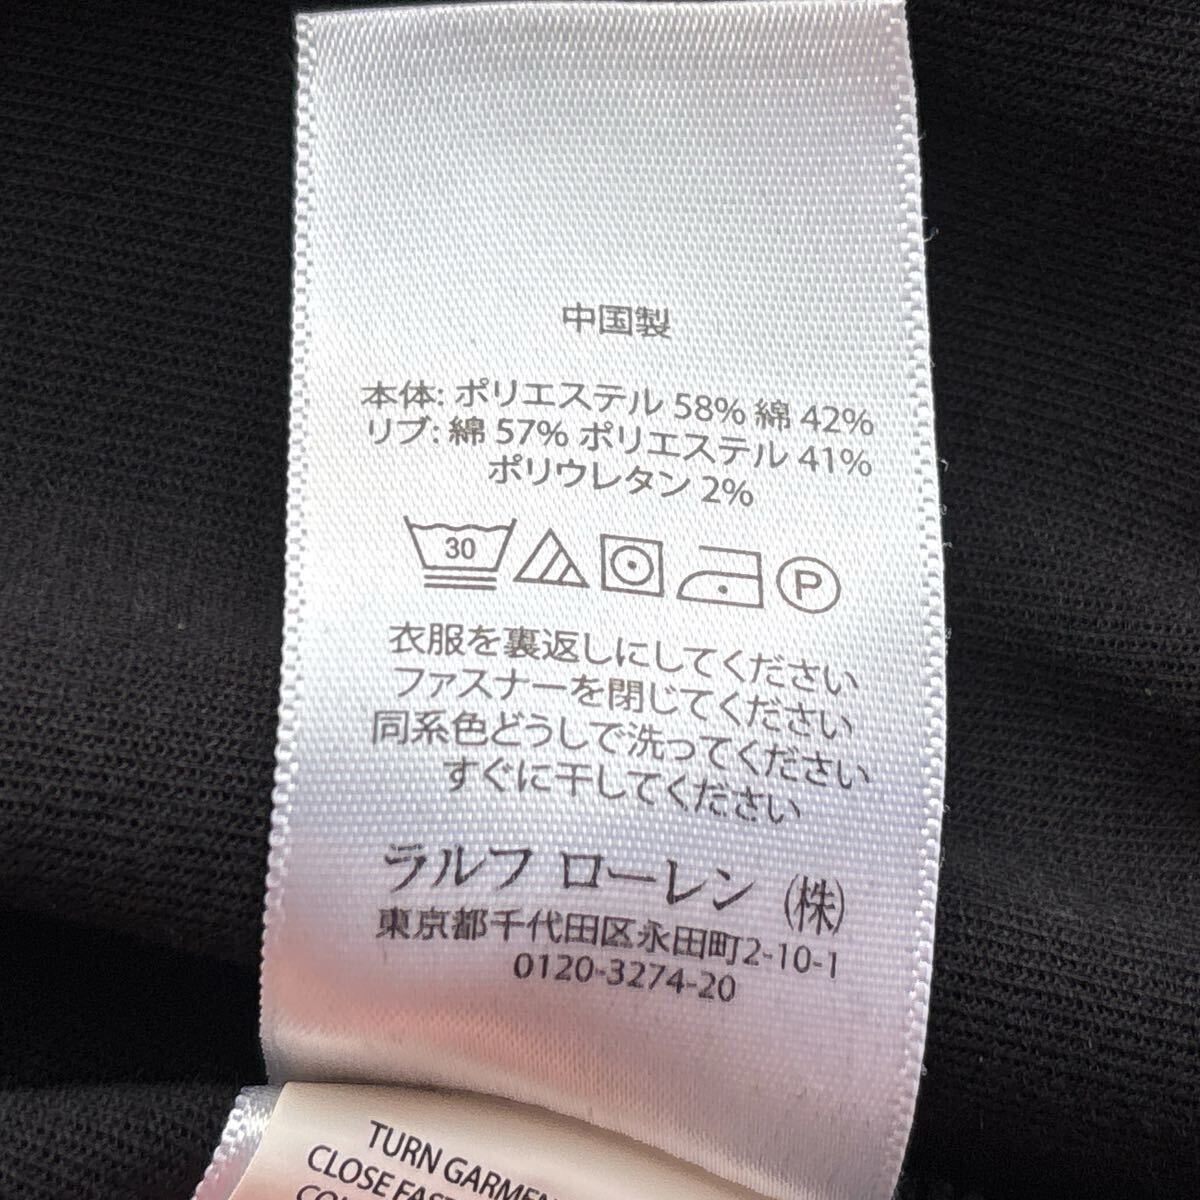 中国製
本体: ポリエステル 58% 綿 42%
リブ: 綿 57% ポリエステル 41%
ポリウレタン 2%
30 P
衣服を裏返しにしてください
ファスナーを閉じてください
同系色どうしで洗ってください
すぐに干してください
ラルフ ローレン (株)
東京都千代田区永田町2-10-1
0120-3274-20
TURN GARMEN
CLOSE FAST